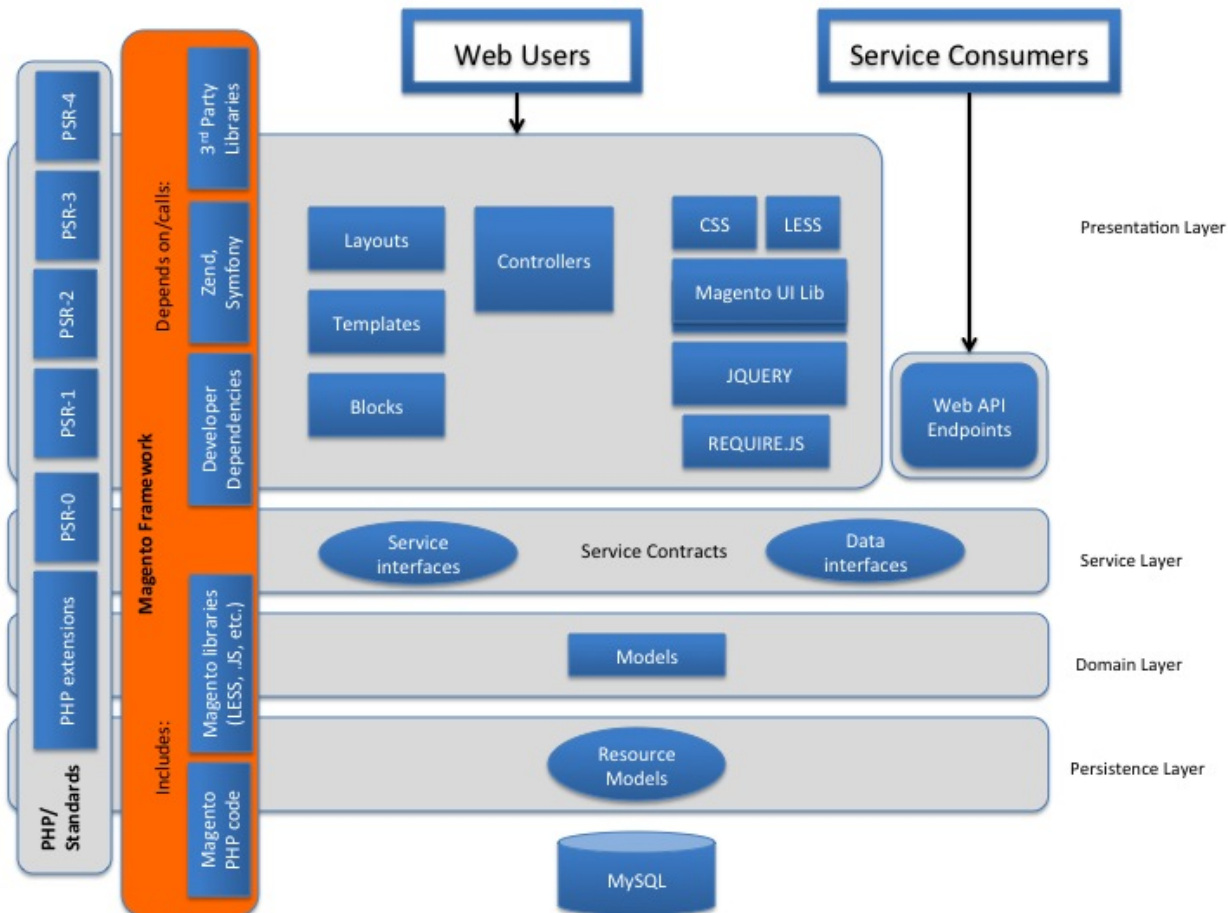 Web Users
Service Consumers
PSR-4
PSR-3
PSR-2
PSR-1
PSR-0
PHP extensions
PHP/
Standards
Magento Framework
Depends on/calls:
3rd Party
Libraries
Zend,
Symfony
Developer
Dependencies
Includes:
Magento libraries
(LESS, .JS, etc.)
Magento
PHP code
Layouts
Templates
Blocks
Controllers
CSS
LESS
Magento UI Lib
JQUERY
REQUIRE.JS
Web API
Endpoints
Presentation Layer
Service
interfaces
Service Contracts
Data
interfaces
Service Layer
Models
Domain Layer
Resource
Models
Persistence Layer
MySQL